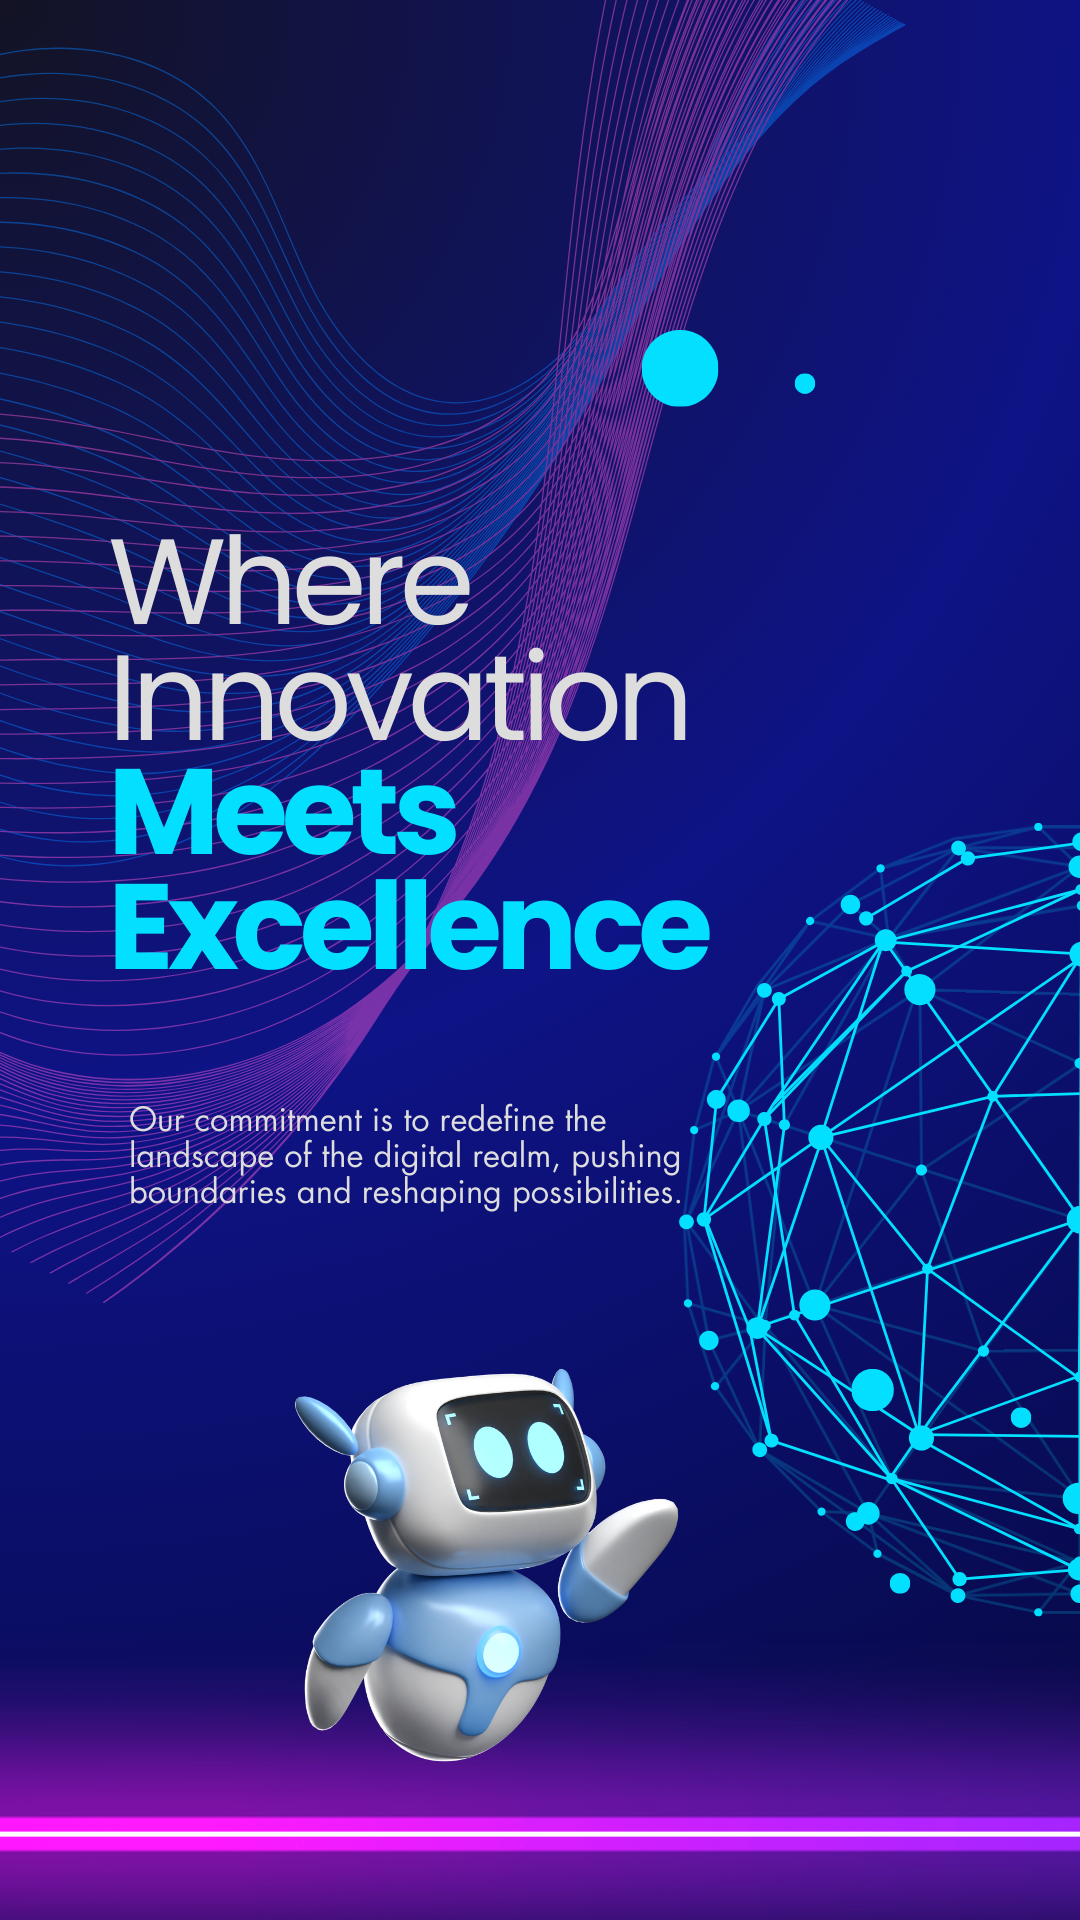 Where
Innovation
Meets
Excellence
Our commitment is to redefine the
landscape of the digital realm, pushing
boundaries and reshaping possibilities.